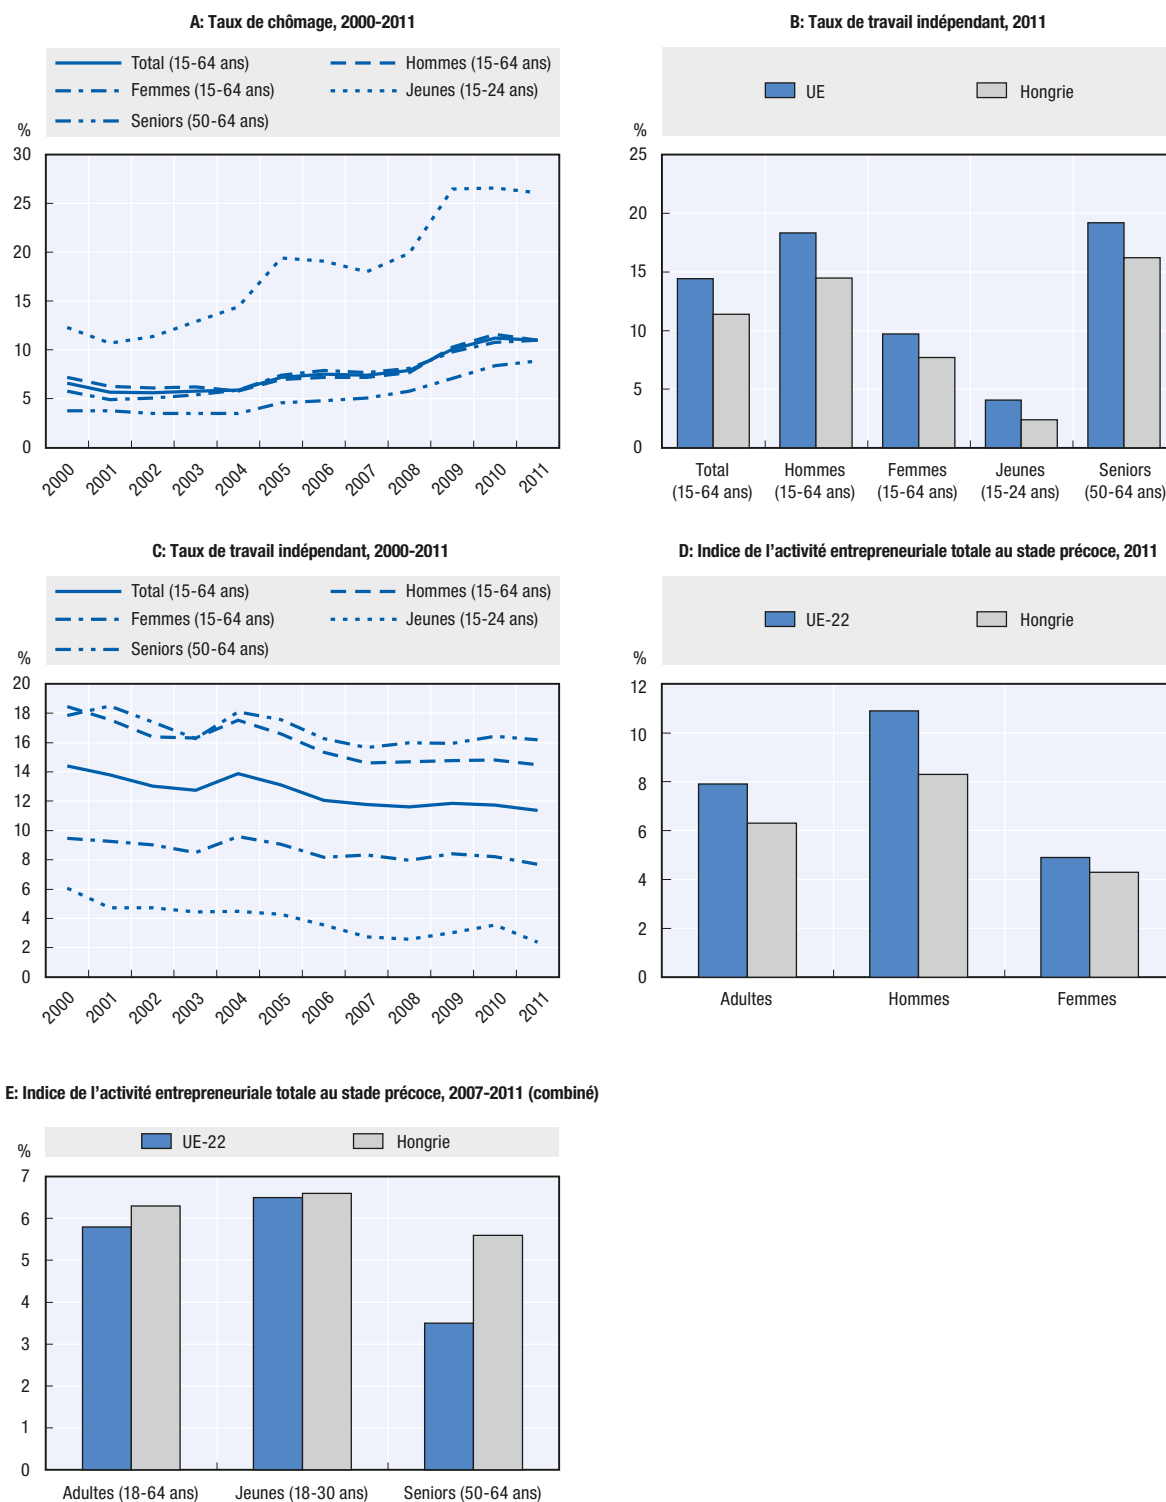 A: Taux de chômage, 2000-2011
Total (15-64 ans)
Hommes (15-64 ans)
Femmes (15-64 ans)
Jeunes (15-24 ans)
Seniors (50-64 ans)
%
30
25
20
15
10
5
0
2000
2001
2002
2003
2004
2005
2006
2007
2008
2009
2010
2011
B: Taux de travail indépendant, 2011
UE
Hongrie
%
25
20
15
10
5
0
Total
(15-64 ans)
Hommes
(15-64 ans)
Femmes
(15-64 ans)
Jeunes
(15-24 ans)
Seniors
(50-64 ans)
C: Taux de travail indépendant, 2000-2011
Total (15-64 ans)
Hommes (15-64 ans)
Femmes (15-64 ans)
Jeunes (15-24 ans)
Seniors (50-64 ans)
%
20
18
16
14
12
10
8
6
4
2
0
2000
2001
2002
2003
2004
2005
2006
2007
2008
2009
2010
2011
D: Indice de l'activité entrepreneuriale totale au stade précoce, 2011
UE-22
Hongrie
%
12
10
8
6
4
2
0
Adultes
Hommes
Femmes
E: Indice de l'activité entrepreneuriale totale au stade précoce, 2007-2011 (combiné)
UE-22
Hongrie
%
7
6
5
4
3
2
1
0
Adultes (18-64 ans)
Jeunes (18-30 ans)
Seniors (50-64 ans)